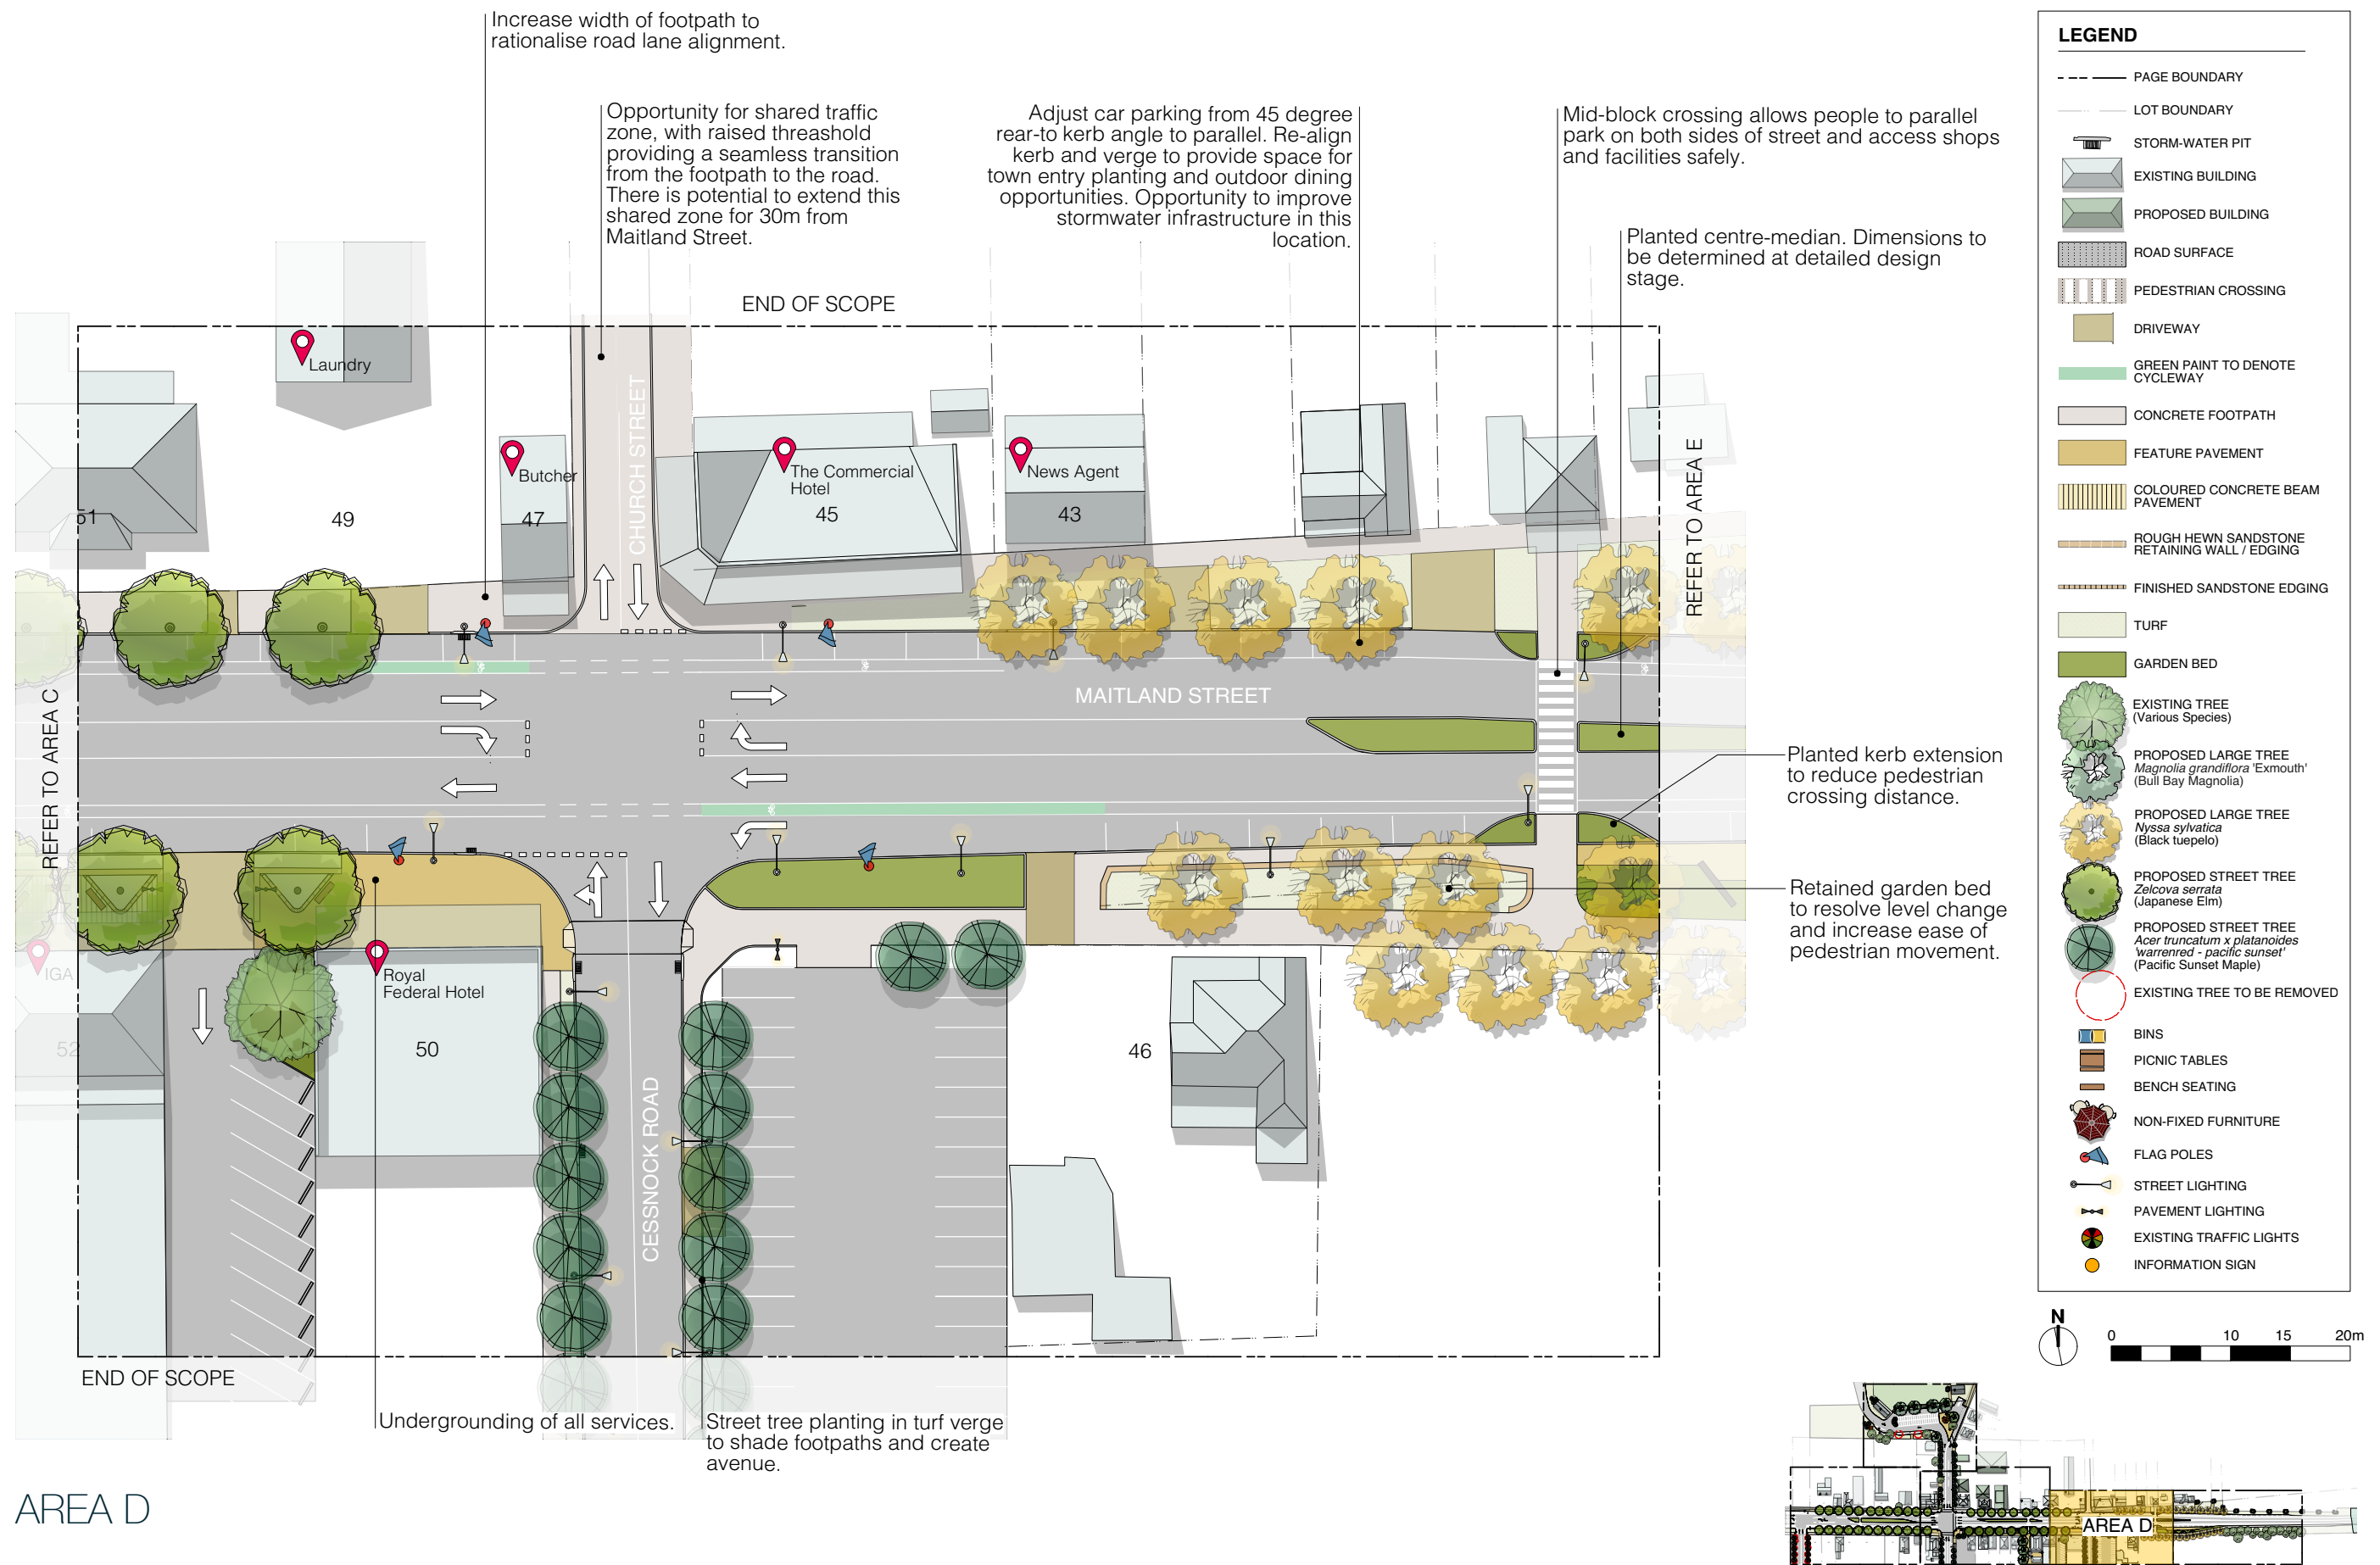 Increase width of footpath to
rationalise road lane alignment.
Opportunity for shared traffic
zone, with raised threashold
providing a seamless transition
from the footpath to the road.
There is potential to extend this
shared zone for 30m from
Maitland Street.
Adjust car parking from 45 degree
rear-to kerb angle to parallel. Re-align
kerb and verge to provide space for
town entry planting and outdoor dining
opportunities. Opportunity to improve
stormwater infrastructure in this
location.
Mid-block crossing allows people to parallel
park on both sides of street and access shops
and facilities safely.
Planted centre-median. Dimensions to
be determined at detailed design
stage.
END OF SCOPE
Laundry
Butcher
The Commercial
Hotel
News Agent
51
49
47
45
43
CHURCH STREET
REFER TO AREA E
REFER TO AREA C
MAITLAND STREET
Planted kerb extension
to reduce pedestrian
crossing distance.
Retained garden bed
to resolve level change
and increase ease of
pedestrian movement.
IGA
Royal
Federal Hotel
52
50
46
CESSNOCK ROAD
END OF SCOPE
Undergrounding of all services.
Street tree planting in turf verge
to shade footpaths and create
avenue.
AREA D
LEGEND
PAGE BOUNDARY
LOT BOUNDARY
STORM-WATER PIT
EXISTING BUILDING
PROPOSED BUILDING
ROAD SURFACE
PEDESTRIAN CROSSING
DRIVEWAY
GREEN PAINT TO DENOTE
CYCLEWAY
CONCRETE FOOTPATH
FEATURE PAVEMENT
COLOURED CONCRETE BEAM
PAVEMENT
ROUGH HEWN SANDSTONE
RETAINING WALL / EDGING
FINISHED SANDSTONE EDGING
TURF
GARDEN BED
EXISTING TREE
(Various Species)
PROPOSED LARGE TREE
Magnolia grandiflora 'Exmouth'
(Bull Bay Magnolia)
PROPOSED LARGE TREE
Nyssa sylvatica
(Black tuepelo)
PROPOSED STREET TREE
Zelcova serrata
(Japanese Elm)
PROPOSED STREET TREE
Acer truncatum x platanoides
'warrenred - pacific sunset'
(Pacific Sunset Maple)
EXISTING TREE TO BE REMOVED
BINS
PICNIC TABLES
BENCH SEATING
NON-FIXED FURNITURE
FLAG POLES
STREET LIGHTING
PAVEMENT LIGHTING
EXISTING TRAFFIC LIGHTS
INFORMATION SIGN
N
0 10 15 20m
AREA D